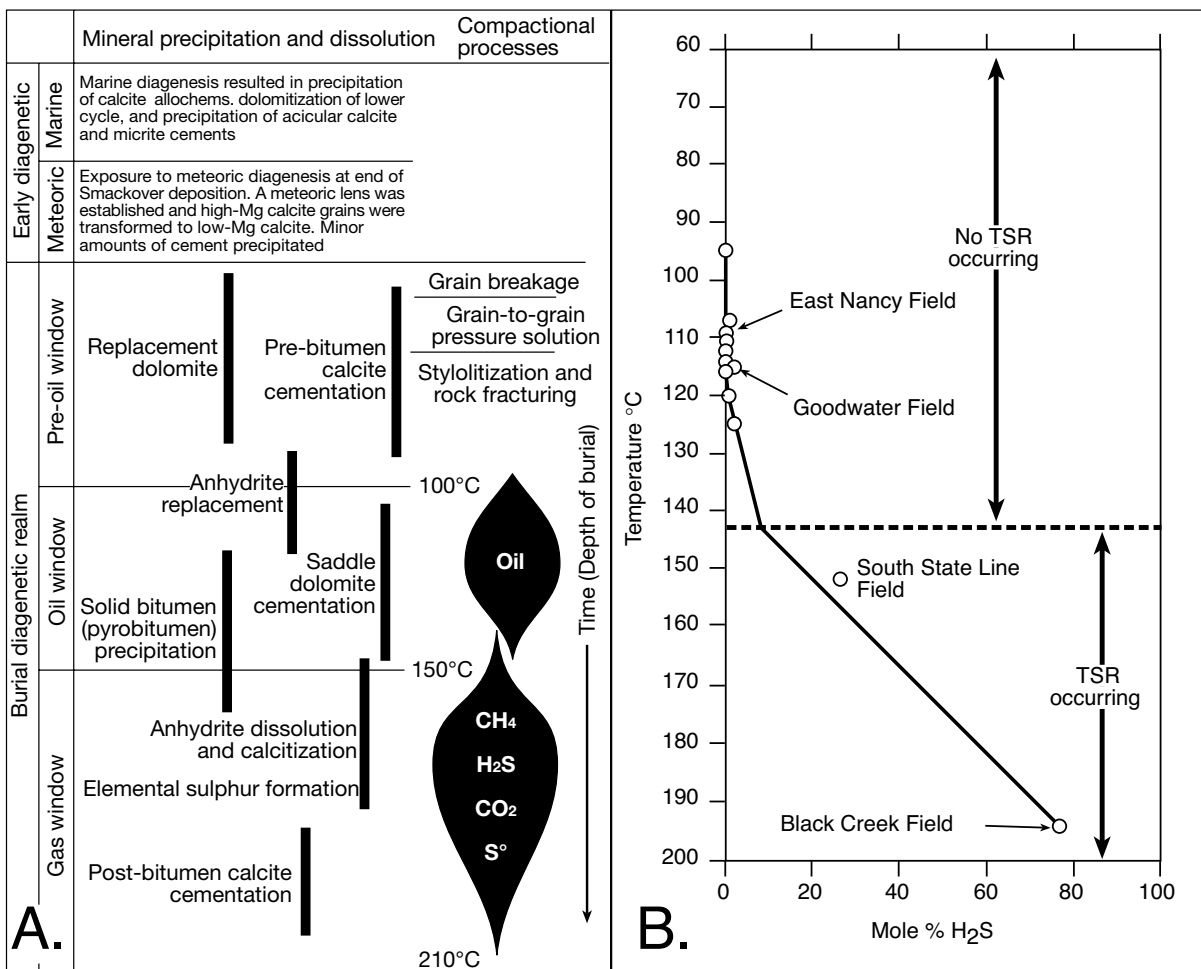 Mineral precipitation and dissolution
Compactional
processes
Early diagenetic
Marine
Marine diagenesis resulted in precipitation
of calcite allochems. dolomitization of lower
cycle, and precipitation of acicular calcite
and micrite cements
Meteoric
Exposure to meteoric diagenesis at end of
Smackover deposition. A meteoric lens was
established and high-Mg calcite grains were
transformed to low-Mg calcite. Minor
amounts of cement precipitated
Burial diagenetic realm
Pre-oil window
Replacement
dolomite
Pre-bitumen
calcite
cementation
Grain breakage
Grain-to-grain
pressure solution
Stylolitization and
rock fracturing
Anhydrite
replacement
100°C
Oil window
Oil
Saddle
dolomite
cementation
Solid bitumen
(pyrobitumen)
precipitation
Time (Depth of burial)
150°C
Gas window
Anhydrite dissolution
and calcitization
Elemental sulphur formation
CH4
H2S
CO2
S°
Post-bitumen calcite
cementation
210°C
A.
Temperature °C
60
70
80
90
100
110
120
130
140
150
160
170
180
190
200
No TSR
occurring
East Nancy Field
Goodwater Field
South State Line
Field
TSR
occurring
Black Creek Field
0
20
40
60
80
100
Mole % H2S
B.